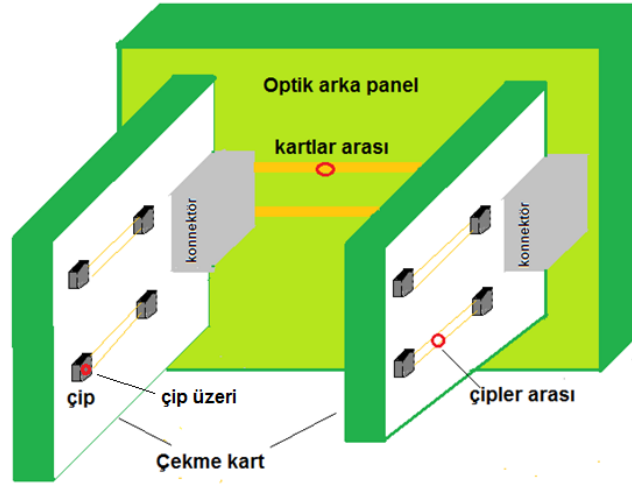 Optik arka panel
kartlar arası
konnektör
konnektör
çip
çip üzeri
çipler arası
Çekme kart